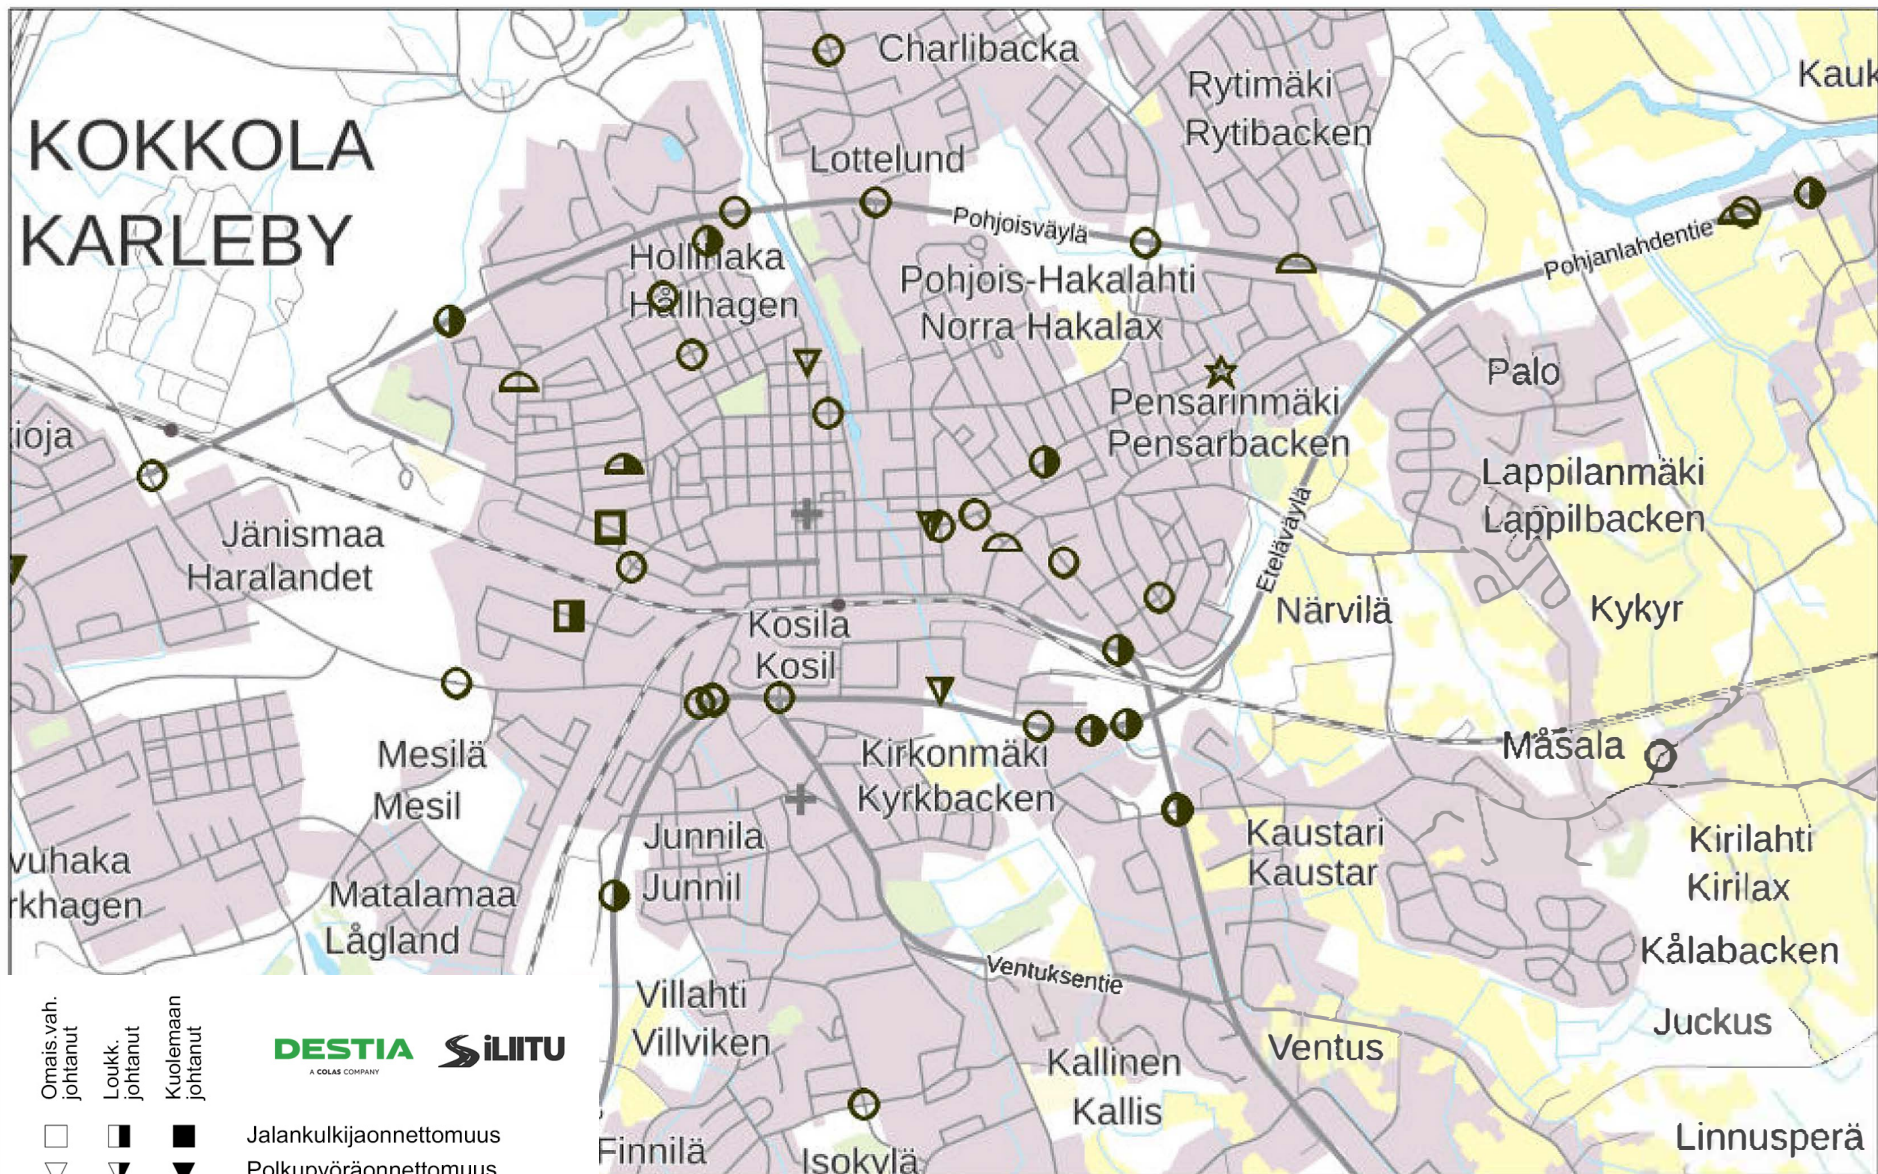 Charlibacka
Kauk
Rytimäki
Rytibacken
KOKKOLA
KARLEBY
Lottelund
Pohjoisväylä
Pohjanlahdentie
Hollihaka
Hållhagen
Pohjois-Hakalahti
Norra Hakalax
Palo
Pensarinmäki
Pensarbacken
ioja
Lappilanmäki
Lappilbacken
Jänismaa
Haralandet
Eteläväylä
Närvilä
Kykyr
Kosila
Kosil
Måsala
Mesilä
Mesil
Kirkonmäki
Kyrkbacken
Junnila
Junnil
Kaustari
Kaustar
Kirilahti
Kirilax
vuhaka
rkhagen
Matalamaa
Lågland
Kålabacken
Ventuksentie
Villahti
Villviken
Juckus
Ventus
Kallinen
Kallis
Linnusperä
Finnilä
Isokylä
Omais.vah.
johtanut
Loukk.
johtanut
Kuolemaan
johtanut
DESTIA
A COLAS COMPANY
SiLIITU
Jalankulkijaonnettomuus
Polkupyöräonnettomuus